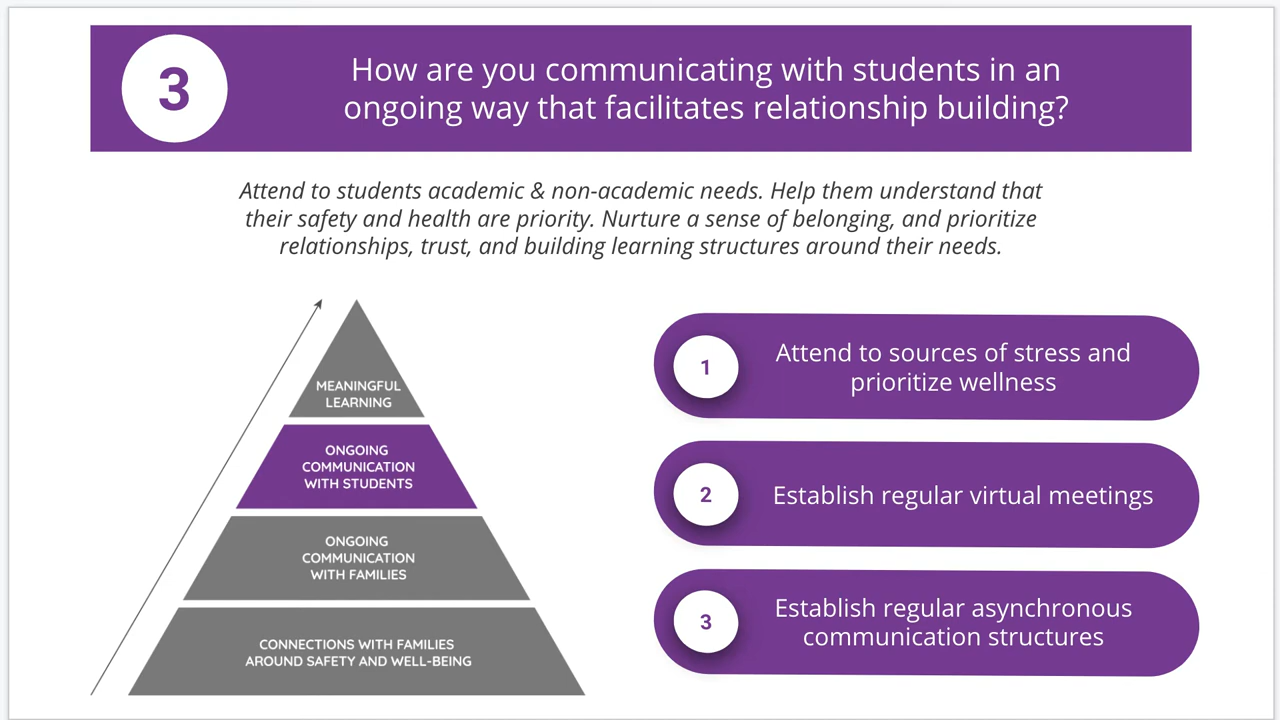 3
How are you communicating with students in an
ongoing way that facilitates relationship building?
Attend to students academic & non-academic needs. Help them understand that
their safety and health are priority. Nurture a sense of belonging, and prioritize
relationships, trust, and building learning structures around their needs.
MEANINGFUL
LEARNING
ONGOING
COMMUNICATION
WITH STUDENTS
ONGOING
COMMUNICATION
WITH FAMILIES
CONNECTIONS WITH FAMILIES
AROUND SAFETY AND WELL-BEING
1
Attend to sources of stress and
prioritize wellness
2
Establish regular virtual meetings
3
Establish regular asynchronous
communication structures